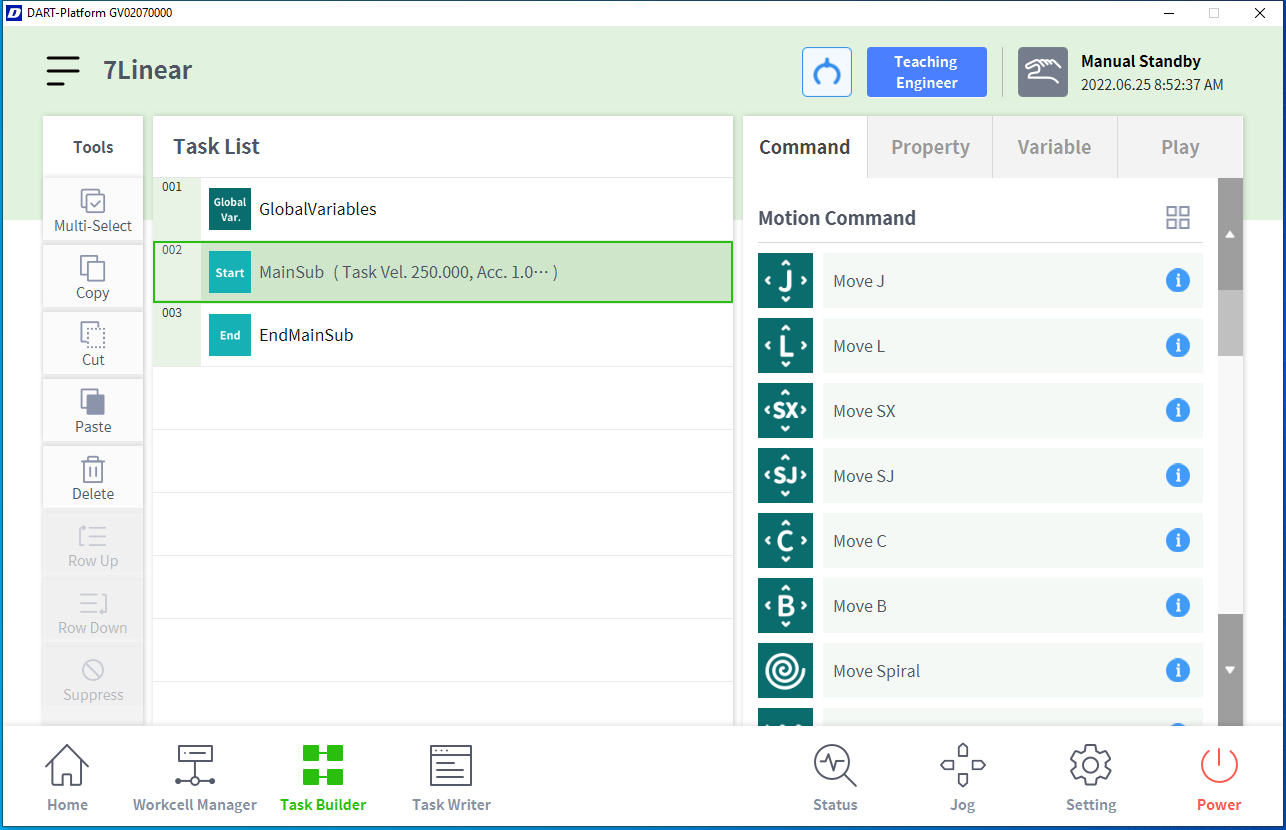 DART-Platform GV02070000
7Linear
Teaching
Engineer
Manual Standby
2022.06.25 8:52:37 AM
Tools
Multi-Select
Copy
Cut
Paste
Delete
Row Up
Row Down
Suppress
Task List
001
Global
Var.
GlobalVariables
002
Start
MainSub ( Task Vel. 250.000, Acc. 1.0··· )
003
End
EndMainSub
Command
Property
Variable
Play
Motion Command
J
Move J
i
L
Move L
i
SX
Move SX
i
SJ
Move SJ
i
C
Move C
i
B
Move B
i
Move Spiral
i
Home
Workcell Manager
Task Builder
Task Writer
Status
Jog
Setting
Power